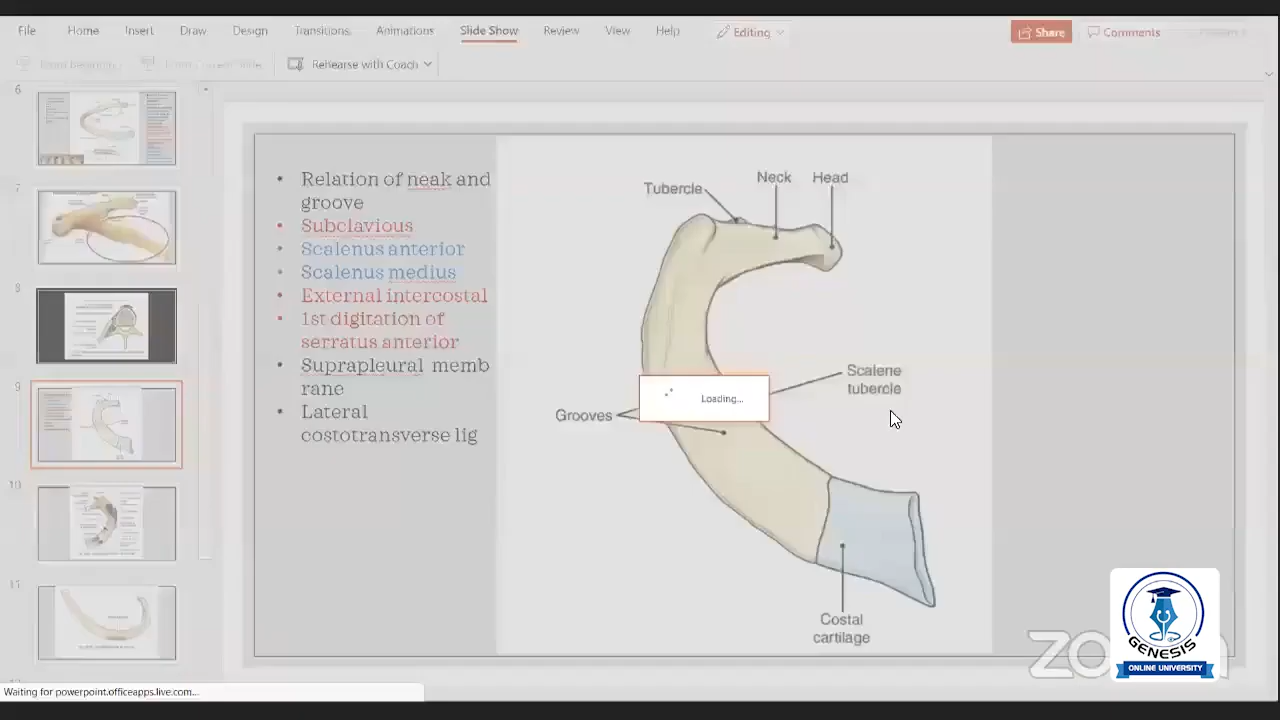 File Home Insert Draw Design Transitions Animations Slide Show Review View Help Editing Share Comments
Rehearse with Coach
6
7
8
9
10
11
• Relation of neak and
groove
• Subclavious
• Scalenus anterior
• Scalenus medius
• External intercostal
• 1st digitation of
serratus anterior
• Suprapleural memb
rane
• Lateral
costotransverse lig
Tubercle
Neck
Head
Scalene
tubercle
Loading...
Grooves
Costal
cartilage
GENESIS
ONLINE UNIVERSITY
Waiting for powerpoint.officeapps.live.com...